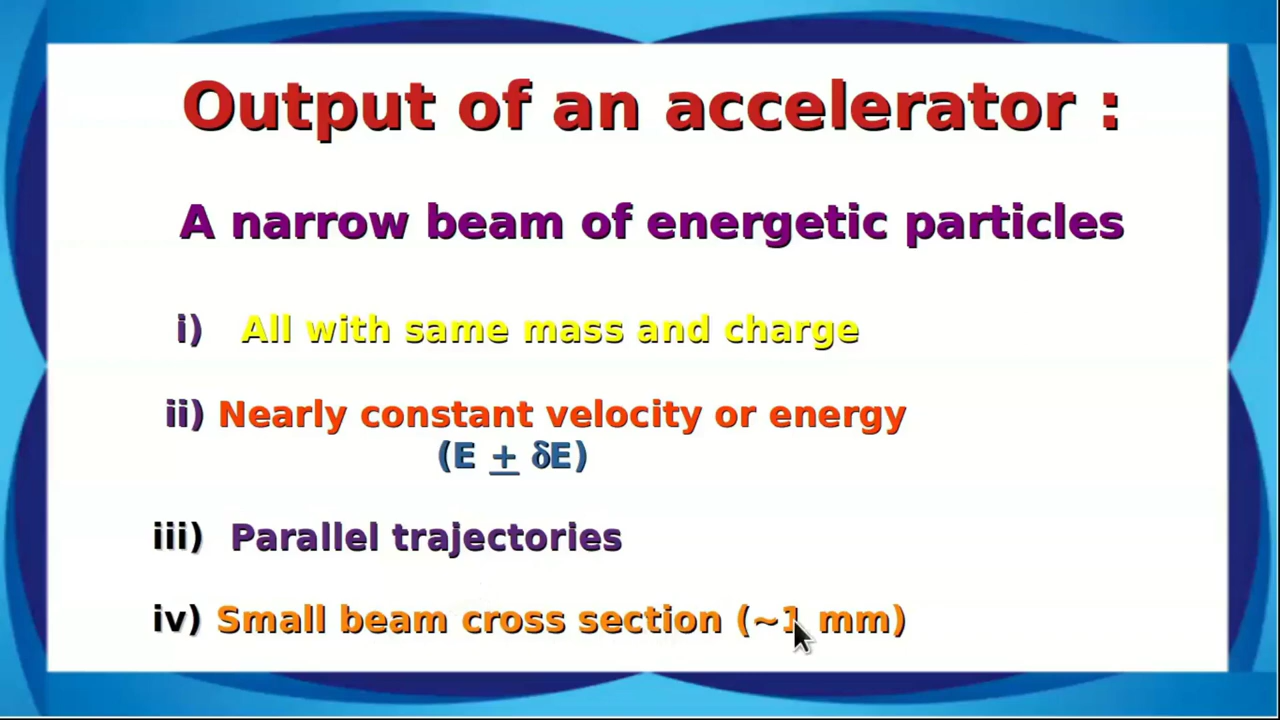 Output of an accelerator :
A narrow beam of energetic particles
i) All with same mass and charge
ii) Nearly constant velocity or energy
(E ± δE)
iii) Parallel trajectories
iv) Small beam cross section (~1 mm)